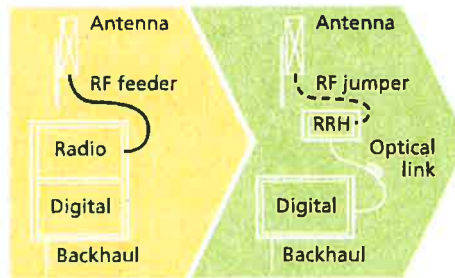 Antenna
RF feeder
Radio
Digital
Backhaul
Antenna
RF jumper
RRH
Optical
link
Digital
Backhaul